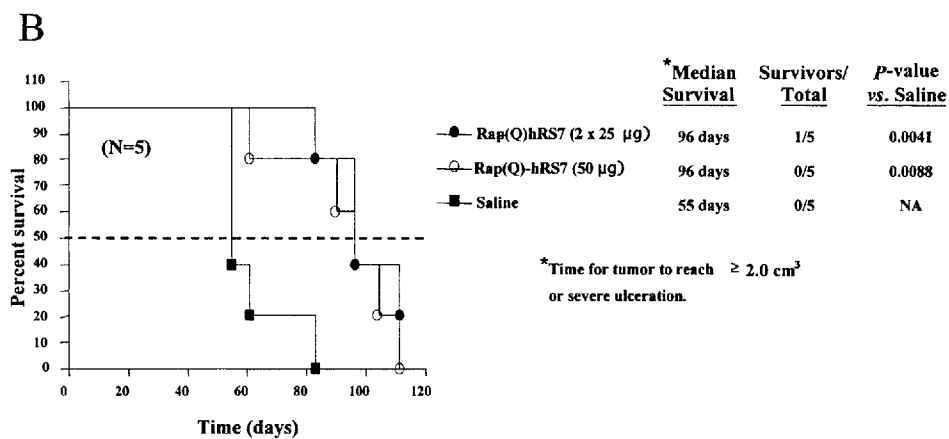 B
110
100
90
80
70
60
50
40
30
20
10
0
Percent survival
(N=5)
0 20 40 60 80 100 120
Time (days)
*Median Survivors/ P-value
Survival Total vs. Saline
Rap(Q)hRS7 (2 x 25 µg) 96 days 1/5 0.0041
Rap(Q)-hRS7 (50 µg) 96 days 0/5 0.0088
Saline 55 days 0/5 NA
*Time for tumor to reach ≥ 2.0 cm³
or severe ulceration.